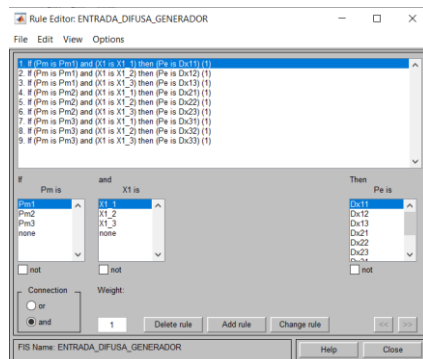 Rule Editor: ENTRADA_DIFUSA_GENERADOR
File Edit View Options
1. If (Pm is Pm1) and (X1 is X1_1) then (Pe is Dx11) (1)
2. If (Pm is Pm1) and (X1 is X1_2) then (Pe is Dx12) (1)
3. If (Pm is Pm1) and (X1 is X1_3) then (Pe is Dx13) (1)
4. If (Pm is Pm2) and (X1 is X1_1) then (Pe is Dx21) (1)
5. If (Pm is Pm2) and (X1 is X1_2) then (Pe is Dx22) (1)
6. If (Pm is Pm2) and (X1 is X1_3) then (Pe is Dx23) (1)
7. If (Pm is Pm3) and (X1 is X1_1) then (Pe is Dx31) (1)
8. If (Pm is Pm3) and (X1 is X1_2) then (Pe is Dx32) (1)
9. If (Pm is Pm3) and (X1 is X1_3) then (Pe is Dx33) (1)
If and Then
Pm is X1 is Pe is
Pm1 X1_1 Dx11
Pm2 X1_2 Dx12
Pm3 X1_3 Dx13
none none Dx21
Dx22
Dx23
not not not
Connection Weight:
or
and 1 Delete rule Add rule Change rule << >>
FIS Name: ENTRADA_DIFUSA_GENERADOR Help Close